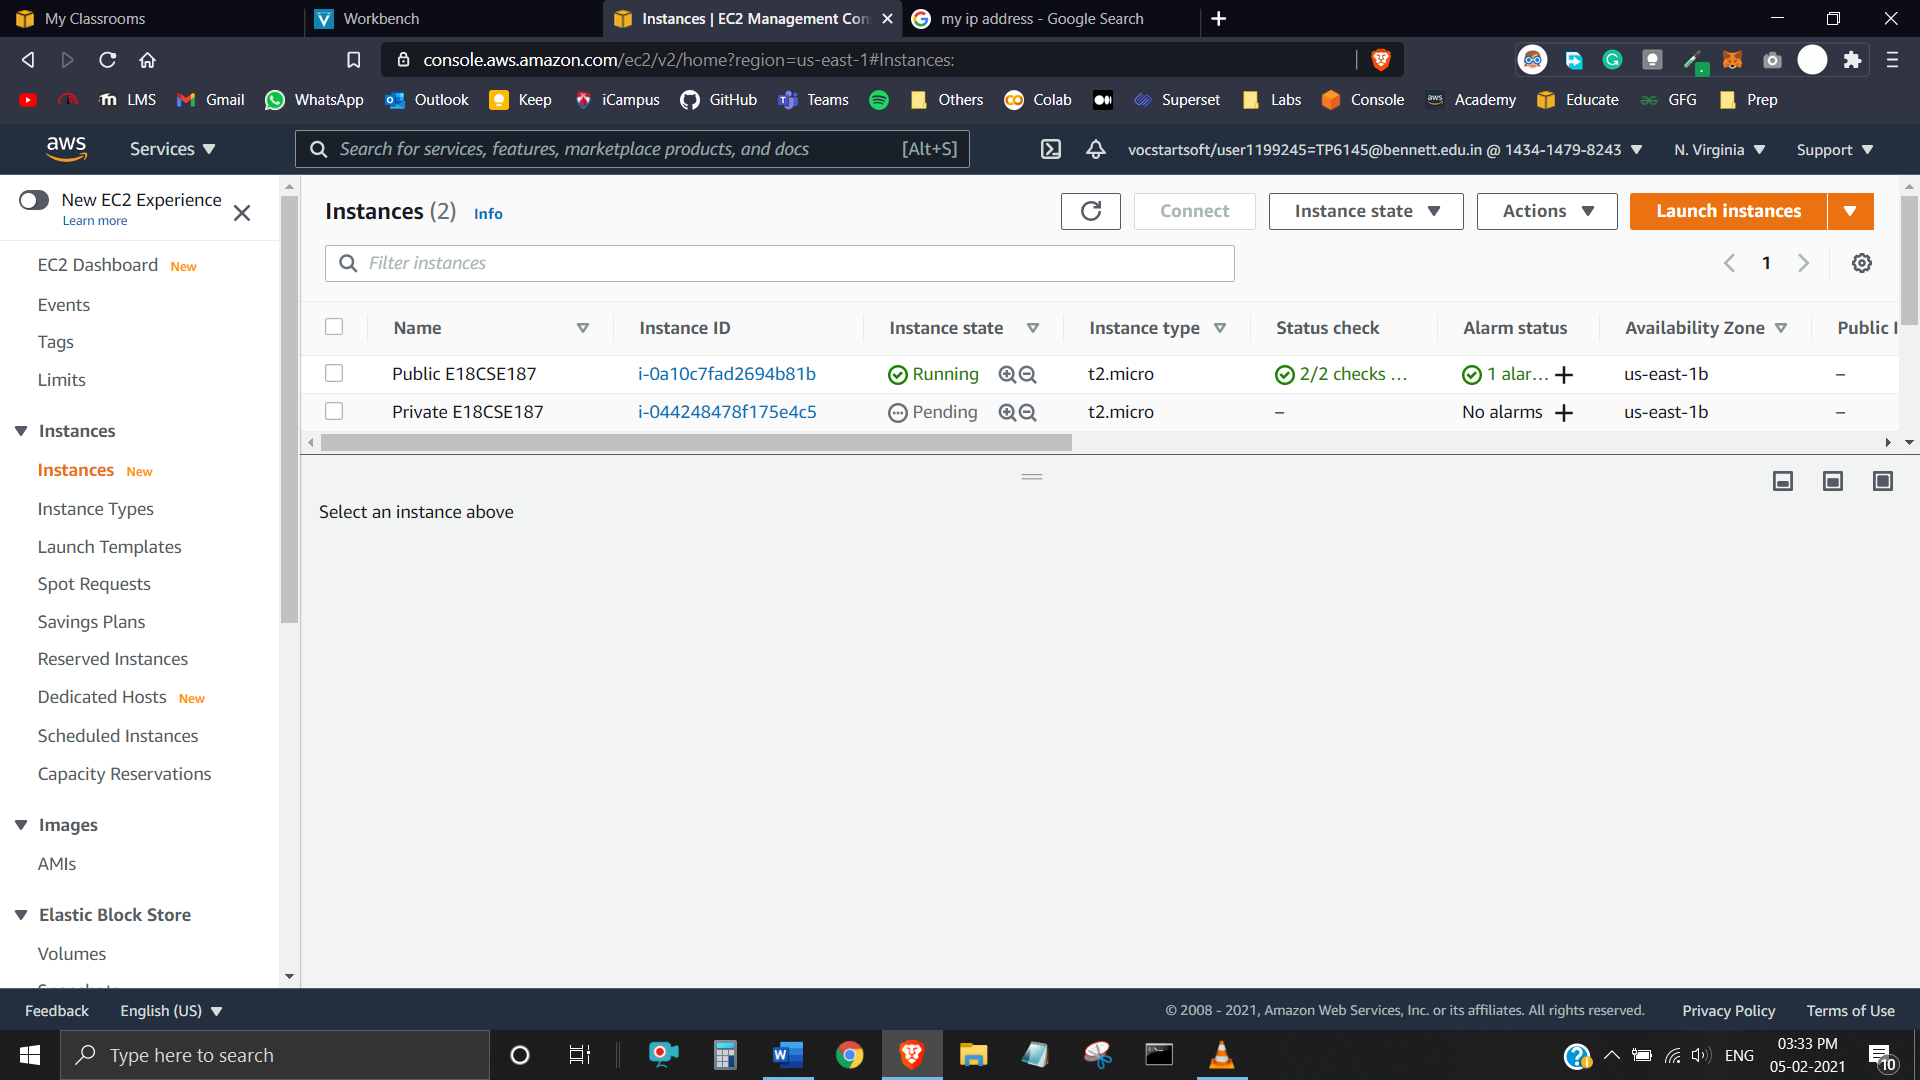 My Classrooms
Workbench
Instances | EC2 Management Con
my ip address - Google Search
console.aws.amazon.com/ec2/v2/home?region=us-east-1#Instances:
LMS
Gmail
WhatsApp
Outlook
Keep
iCampus
GitHub
Teams
Others
Colab
Superset
Labs
Console
Academy
Educate
GFG
Prep
aws
Services
Search for services, features, marketplace products, and docs
[Alt+S]
vocstartsoft/user1199245=TP6145@bennett.edu.in @ 1434-1479-8243
N. Virginia
Support
New EC2 Experience
Learn more
EC2 Dashboard New
Events
Tags
Limits
Instances
Instances New
Instance Types
Launch Templates
Spot Requests
Savings Plans
Reserved Instances
Dedicated Hosts New
Scheduled Instances
Capacity Reservations
Images
AMIs
Elastic Block Store
Volumes
Instances (2) Info
Connect
Instance state
Actions
Launch instances
Filter instances
1
Name Instance ID Instance state Instance type Status check Alarm status Availability Zone Public I
Public E18CSE187 i-0a10c7fad2694b81b Running t2.micro 2/2 checks ... 1 alar... + us-east-1b –
Private E18CSE187 i-044248478f175e4c5 Pending t2.micro – No alarms + us-east-1b –
Select an instance above
Feedback
English (US)
© 2008 - 2021, Amazon Web Services, Inc. or its affiliates. All rights reserved.
Privacy Policy
Terms of Use
Type here to search
ENG
03:33 PM
05-02-2021
10